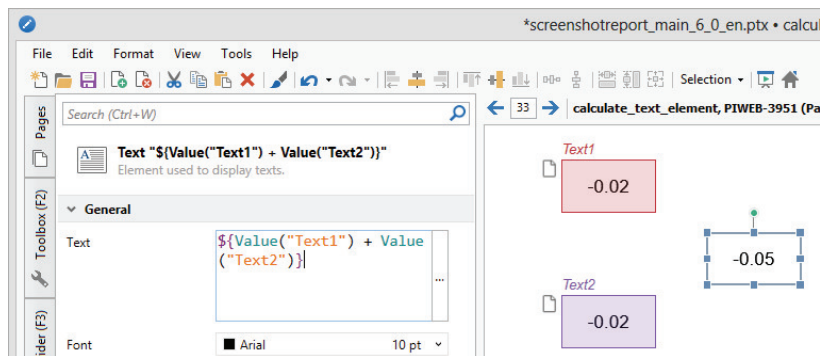 *screenshotreport_main_6_0_en.ptx • calcu
File Edit Format View Tools Help
Selection
Pages
Search (Ctrl+W)
33
calculate_text_element, PIWEB-3951 (Pa
Text "${Value("Text1") + Value("Text2")}"
Element used to display texts.
Toolbox (F2)
General
Text
${Value("Text1") + Value
("Text2")}
...
ider (F3)
Font
Arial
10 pt
Text1
-0.02
-0.05
Text2
-0.02